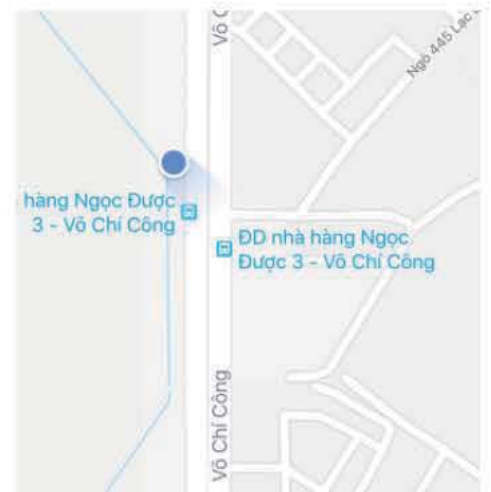 Võ C
Ngõ 445 Lạc
hàng Ngọc Được
3 - Võ Chí Công
ĐD nhà hàng Ngọc
Được 3 - Võ Chí Công
Võ Chí Công